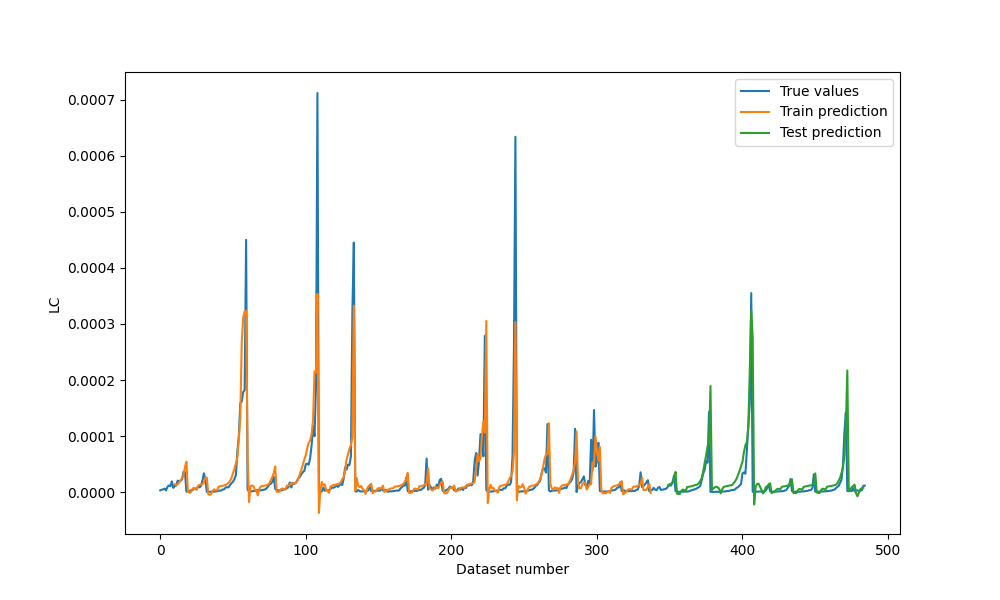 True values
Train prediction
Test prediction
0.0007
0.0006
0.0005
0.0004
0.0003
0.0002
0.0001
0.0000
LC
0 100 200 300 400 500
Dataset number